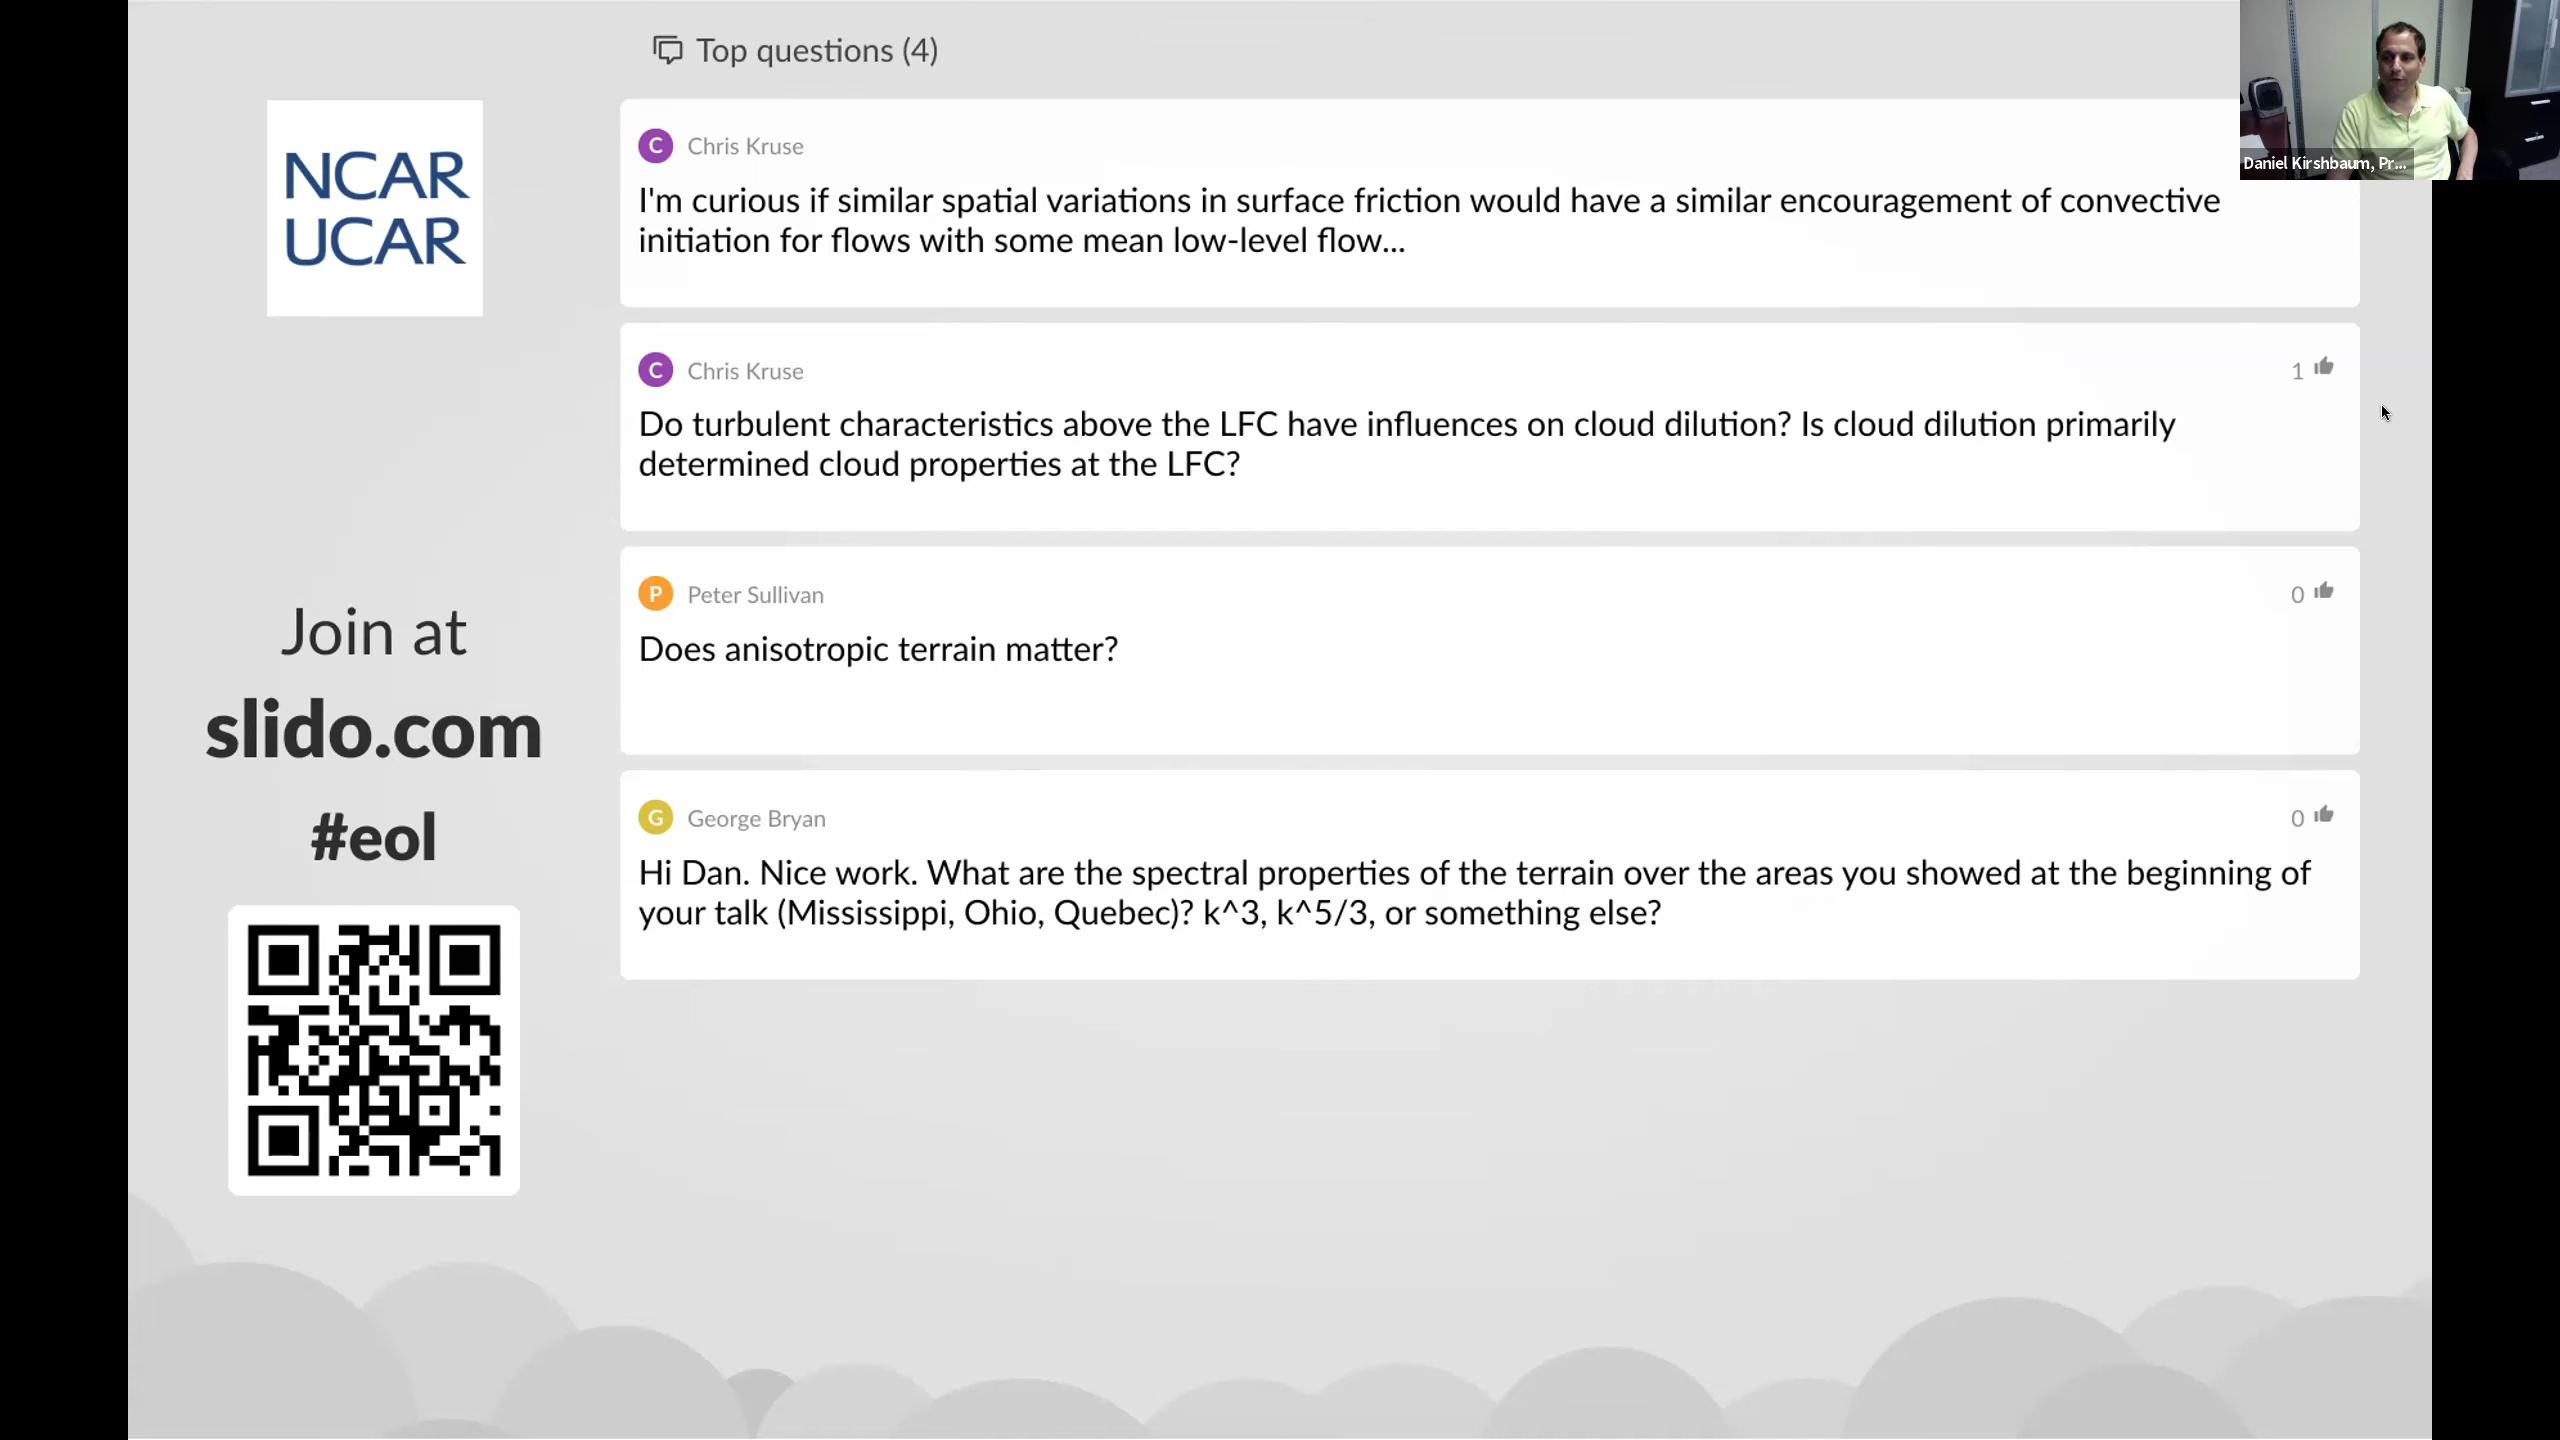 Top questions (4)
NCAR
UCAR
Join at
slido.com
#eol
C Chris Kruse
I'm curious if similar spatial variations in surface friction would have a similar encouragement of convective
initiation for flows with some mean low-level flow...
C Chris Kruse 1
Do turbulent characteristics above the LFC have influences on cloud dilution? Is cloud dilution primarily
determined cloud properties at the LFC?
P Peter Sullivan 0
Does anisotropic terrain matter?
G George Bryan 0
Hi Dan. Nice work. What are the spectral properties of the terrain over the areas you showed at the beginning of
your talk (Mississippi, Ohio, Quebec)? k^3, k^5/3, or something else?
Daniel Kirshbaum, Pr...